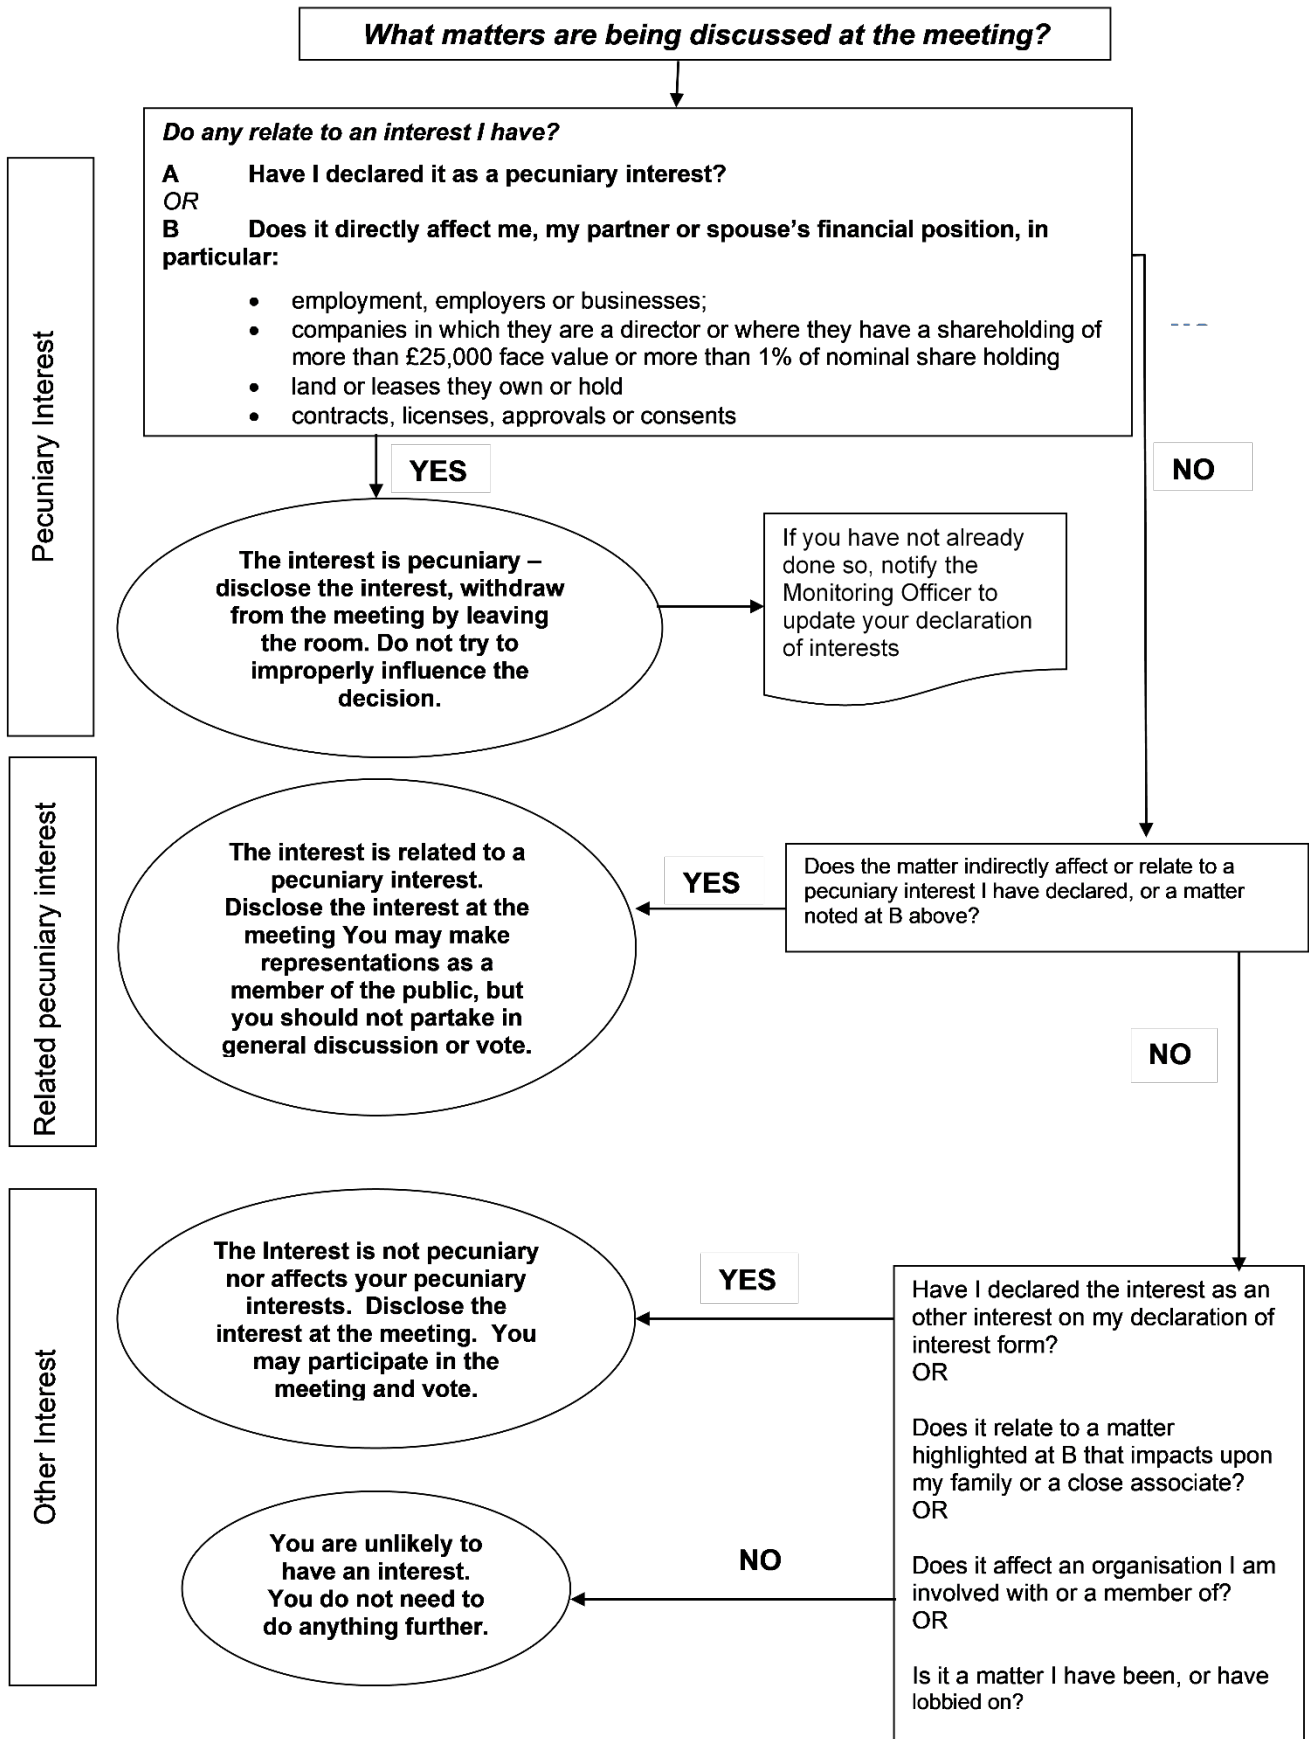 What matters are being discussed at the meeting?
Do any relate to an interest I have?
A Have I declared it as a pecuniary interest?
OR
B Does it directly affect me, my partner or spouse's financial position, in
particular:
• employment, employers or businesses;
• companies in which they are a director or where they have a shareholding of
more than £25,000 face value or more than 1% of nominal share holding
• land or leases they own or hold
• contracts, licenses, approvals or consents
Pecuniary Interest
YES
NO
The interest is pecuniary –
disclose the interest, withdraw
from the meeting by leaving
the room. Do not try to
improperly influence the
decision.
If you have not already
done so, notify the
Monitoring Officer to
update your declaration
of interests
Related pecuniary interest
The interest is related to a
pecuniary interest.
Disclose the interest at the
meeting You may make
representations as a
member of the public, but
you should not partake in
general discussion or vote.
YES
Does the matter indirectly affect or relate to a
pecuniary interest I have declared, or a matter
noted at B above?
NO
Other Interest
The Interest is not pecuniary
nor affects your pecuniary
interests. Disclose the
interest at the meeting. You
may participate in the
meeting and vote.
YES
Have I declared the interest as an
other interest on my declaration of
interest form?
OR
Does it relate to a matter
highlighted at B that impacts upon
my family or a close associate?
OR
Does it affect an organisation I am
involved with or a member of?
OR
Is it a matter I have been, or have
lobbied on?
NO
You are unlikely to
have an interest.
You do not need to
do anything further.